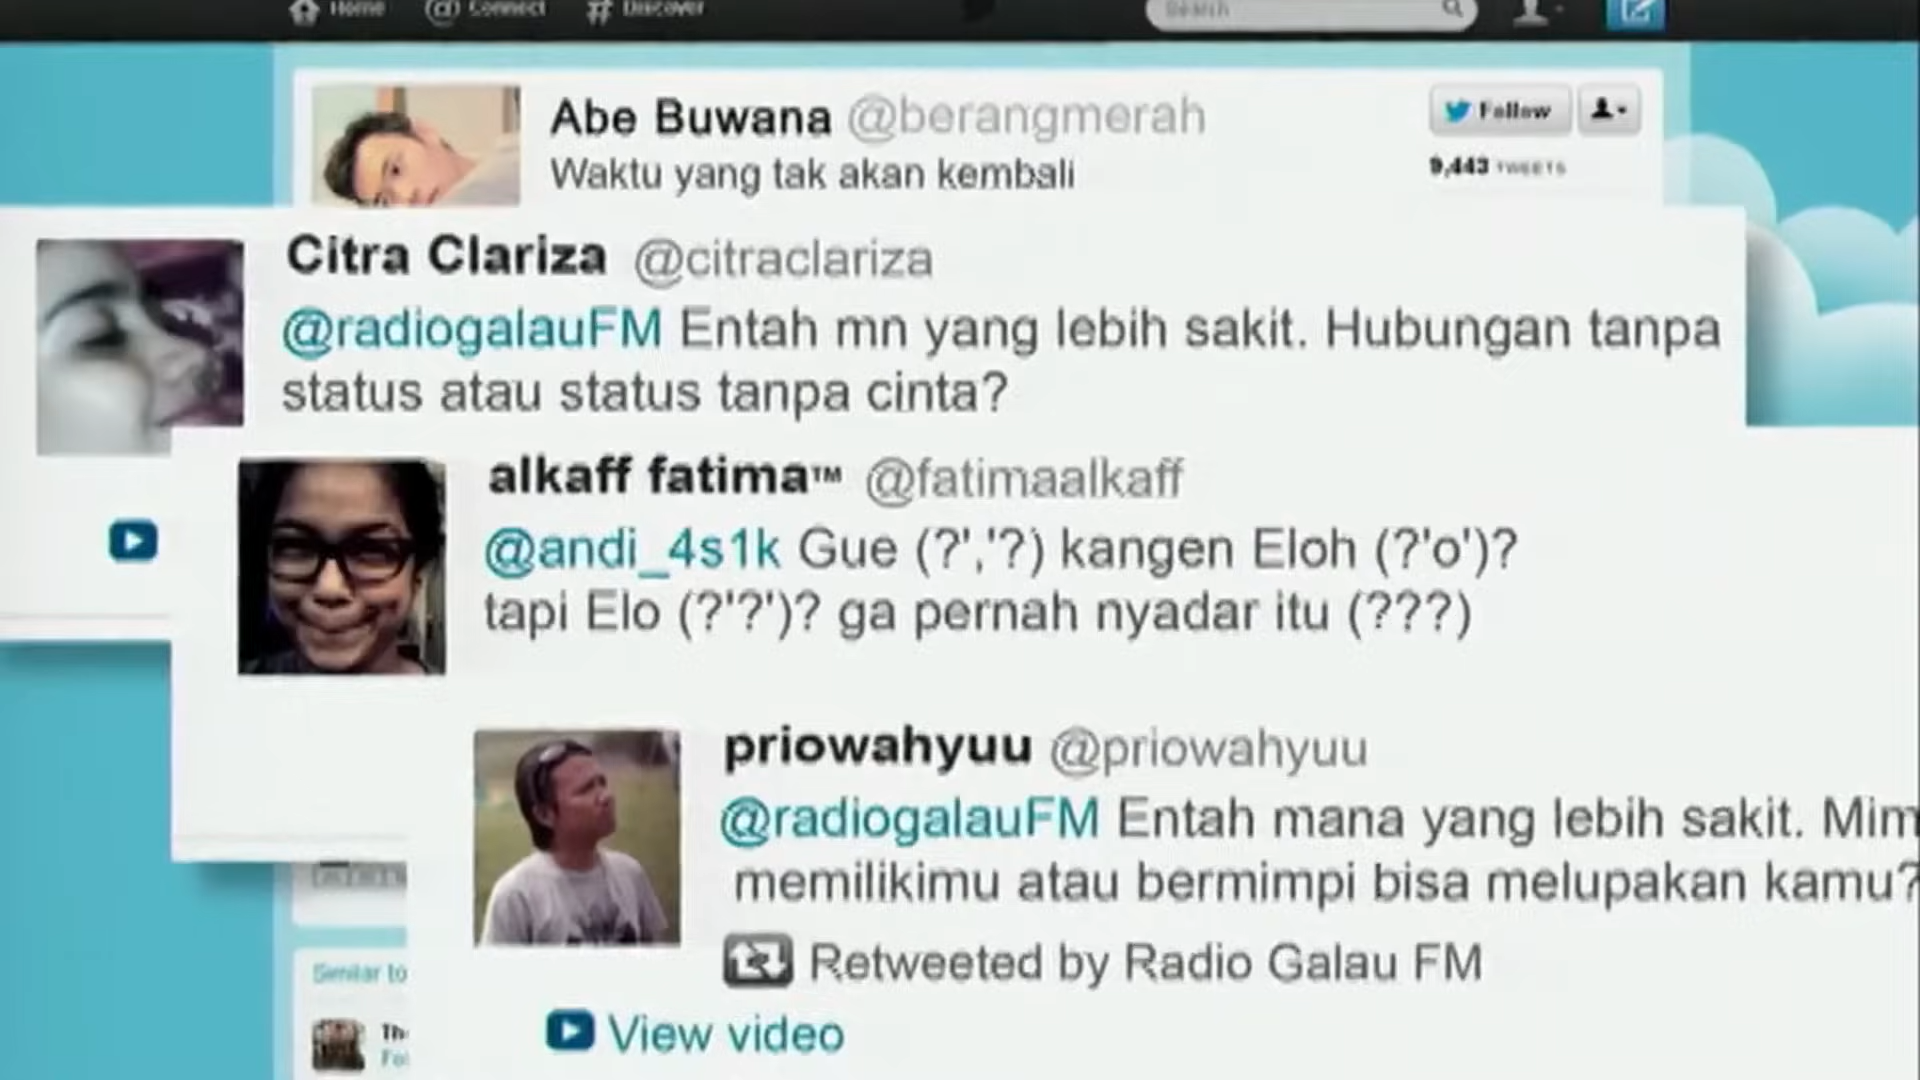 Home @ Connect # Discover
Search
Abe Buwana @berangmerah
Follow
Waktu yang tak akan kembali
9,443 TWEETS
Citra Clariza @citraclariza
@radiogalauFM Entah mn yang lebih sakit. Hubungan tanpa
status atau status tanpa cinta?
alkaff fatima™ @fatimaalkaff
@andi_4s1k Gue (?','?) kangen Eloh (?'o')?
tapi Elo (?'?')? ga pernah nyadar itu (???)
priowahyuu @priowahyuu
@radiogalauFM Entah mana yang lebih sakit. Mim
memilikimu atau bermimpi bisa melupakan kamu?
Retweeted by Radio Galau FM
Similar to
View video